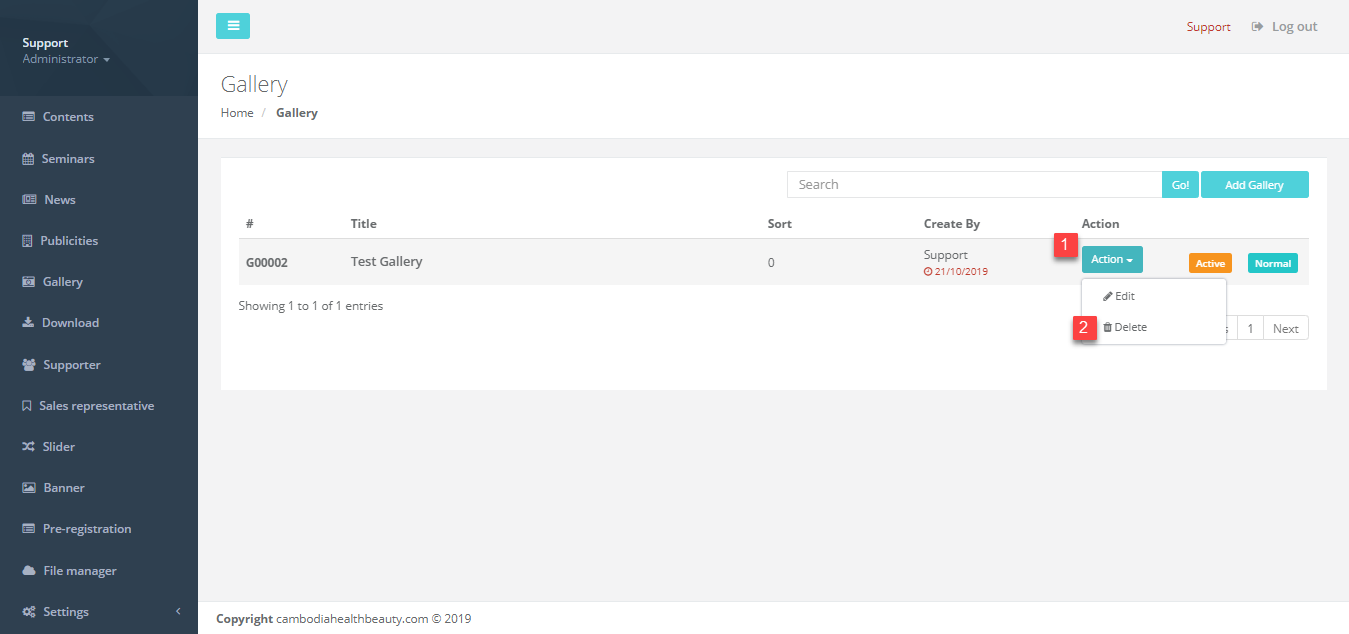 Support
Administrator
Contents
Seminars
News
Publicities
Gallery
Download
Supporter
Sales representative
Slider
Banner
Pre-registration
File manager
Settings
Support Log out
Gallery
Home / Gallery
Search Go! Add Gallery
# Title Sort Create By Action
G00002 Test Gallery 0 Support 1 Action Active Normal
21/10/2019
Showing 1 to 1 of 1 entries
Edit
2 Delete
s 1 Next
Copyright cambodiahealthbeauty.com © 2019